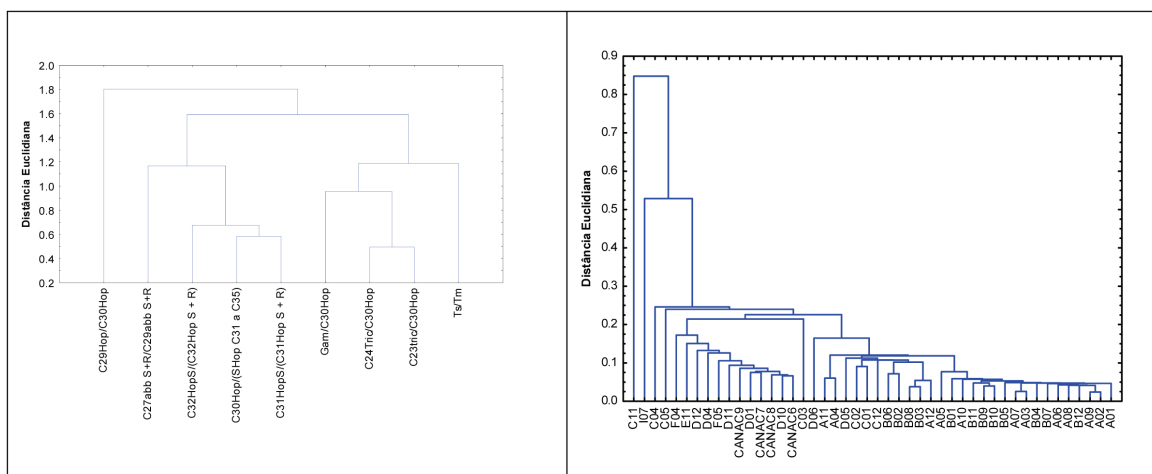 Distância Euclidiana
2.0
1.8
1.6
1.4
1.2
1.0
0.8
0.6
0.4
0.2
C29Hop/C30Hop
C27abb S+R/C29abb S+R
C32HopS/(C32Hop S + R)
C30Hop/(SHop C31 a C35)
C31HopS/(C31Hop S + R)
Gam/C30Hop
C24Tric/C30Hop
C23tric/C30Hop
Ts/Tm
Distância Euclidiana
0.9
0.8
0.7
0.6
0.5
0.4
0.3
0.2
0.1
0.0
C11
I07
C04
C05
F04
E11
D12
D04
F05
D11
CANAC9
D01
CANAC7
CANAC8
D10
CANAC6
C03
D06
A11
A04
D05
C02
C01
C12
B06
B02
B08
B03
A12
A05
B01
A10
B11
B09
B10
B05
A07
A03
B04
B07
A06
A08
B12
A09
A02
A01